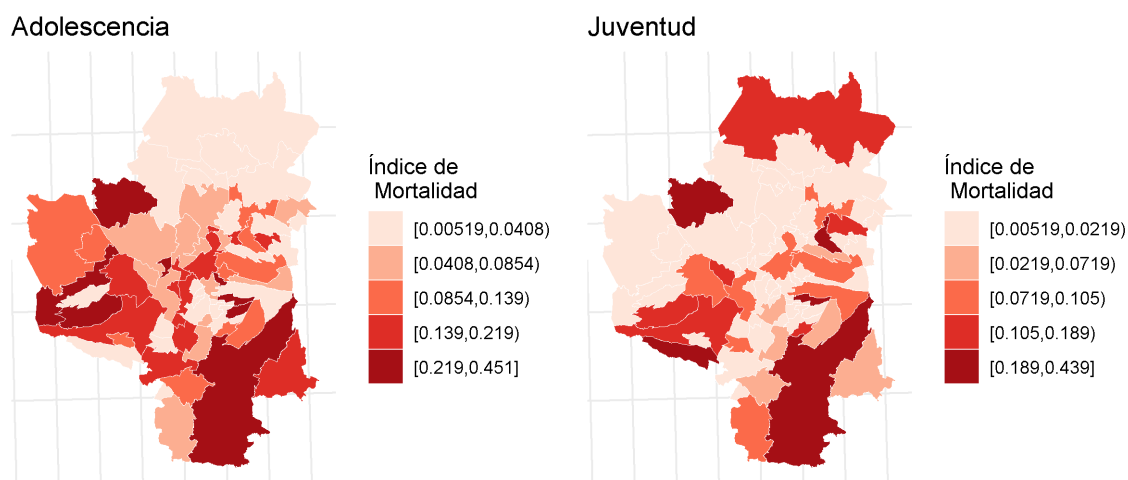 Adolescencia
Índice de
Mortalidad
[0.00519,0.0408)
[0.0408,0.0854)
[0.0854,0.139)
[0.139,0.219)
[0.219,0.451]
Juventud
Índice de
Mortalidad
[0.00519,0.0219)
[0.0219,0.0719)
[0.0719,0.105)
[0.105,0.189)
[0.189,0.439]